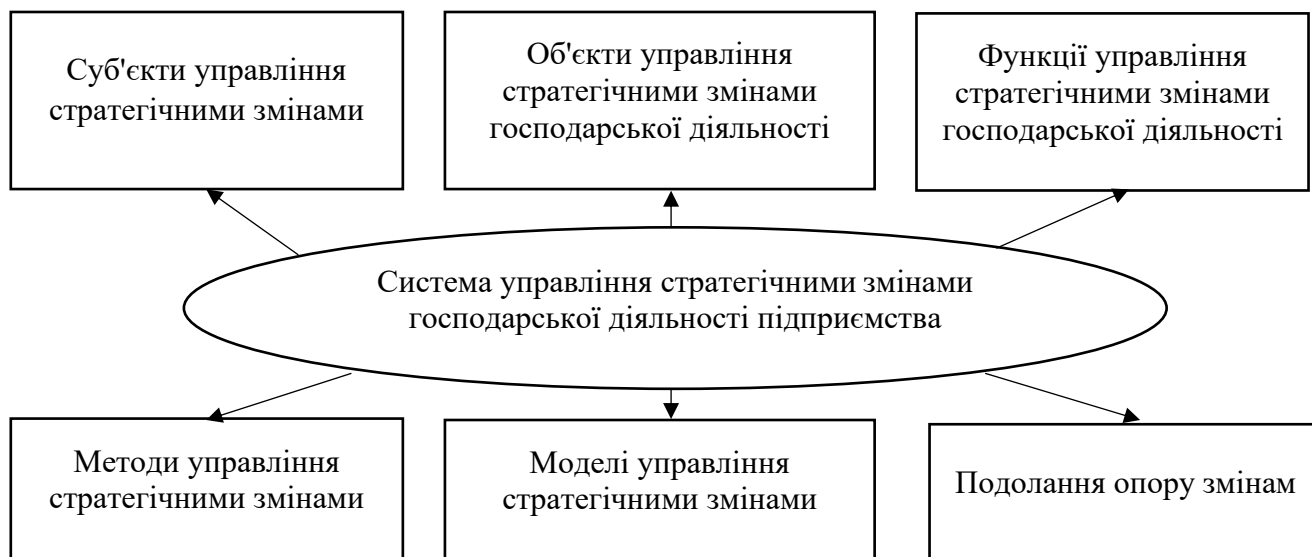 Суб'єкти управління
стратегічними змінами
Об'єкти управління
стратегічними змінами
господарської діяльності
Функції управління
стратегічними змінами
господарської діяльності
Система управління стратегічними змінами
господарської діяльності підприємства
Методи управління
стратегічними змінами
Моделі управління
стратегічними змінами
Подолання опору змінам